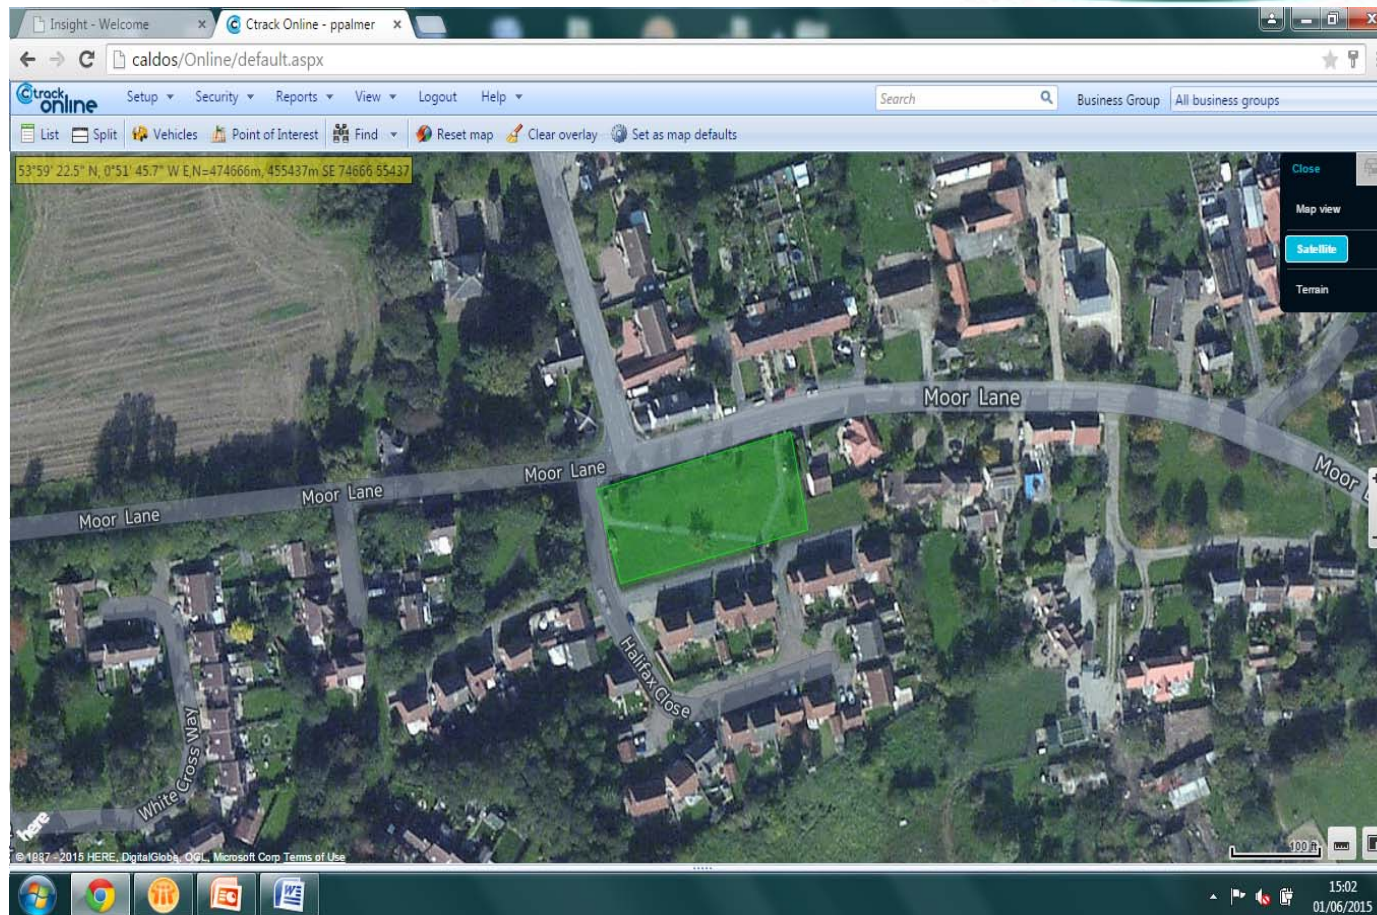 Insight - Welcome
Ctrack Online - ppalmer
caldos/Online/default.aspx
Ctrack online
Setup
Security
Reports
View
Logout
Help
Search
Business Group
All business groups
List
Split
Vehicles
Point of Interest
Find
Reset map
Clear overlay
Set as map defaults
53°59' 22.5" N, 0°51' 45.7" W E,N=474666m, 455437m SE 74666 55437
Close
Map view
Satellite
Terrain
Moor Lane
Moor Lane
Moor Lane
Moor Lane
Moor
Halifax Close
White Cross Way
here
© 1987 - 2015 HERE, DigitalGlobe, OGL, Microsoft Corp Terms of Use
100 ft
15:02
01/06/2015